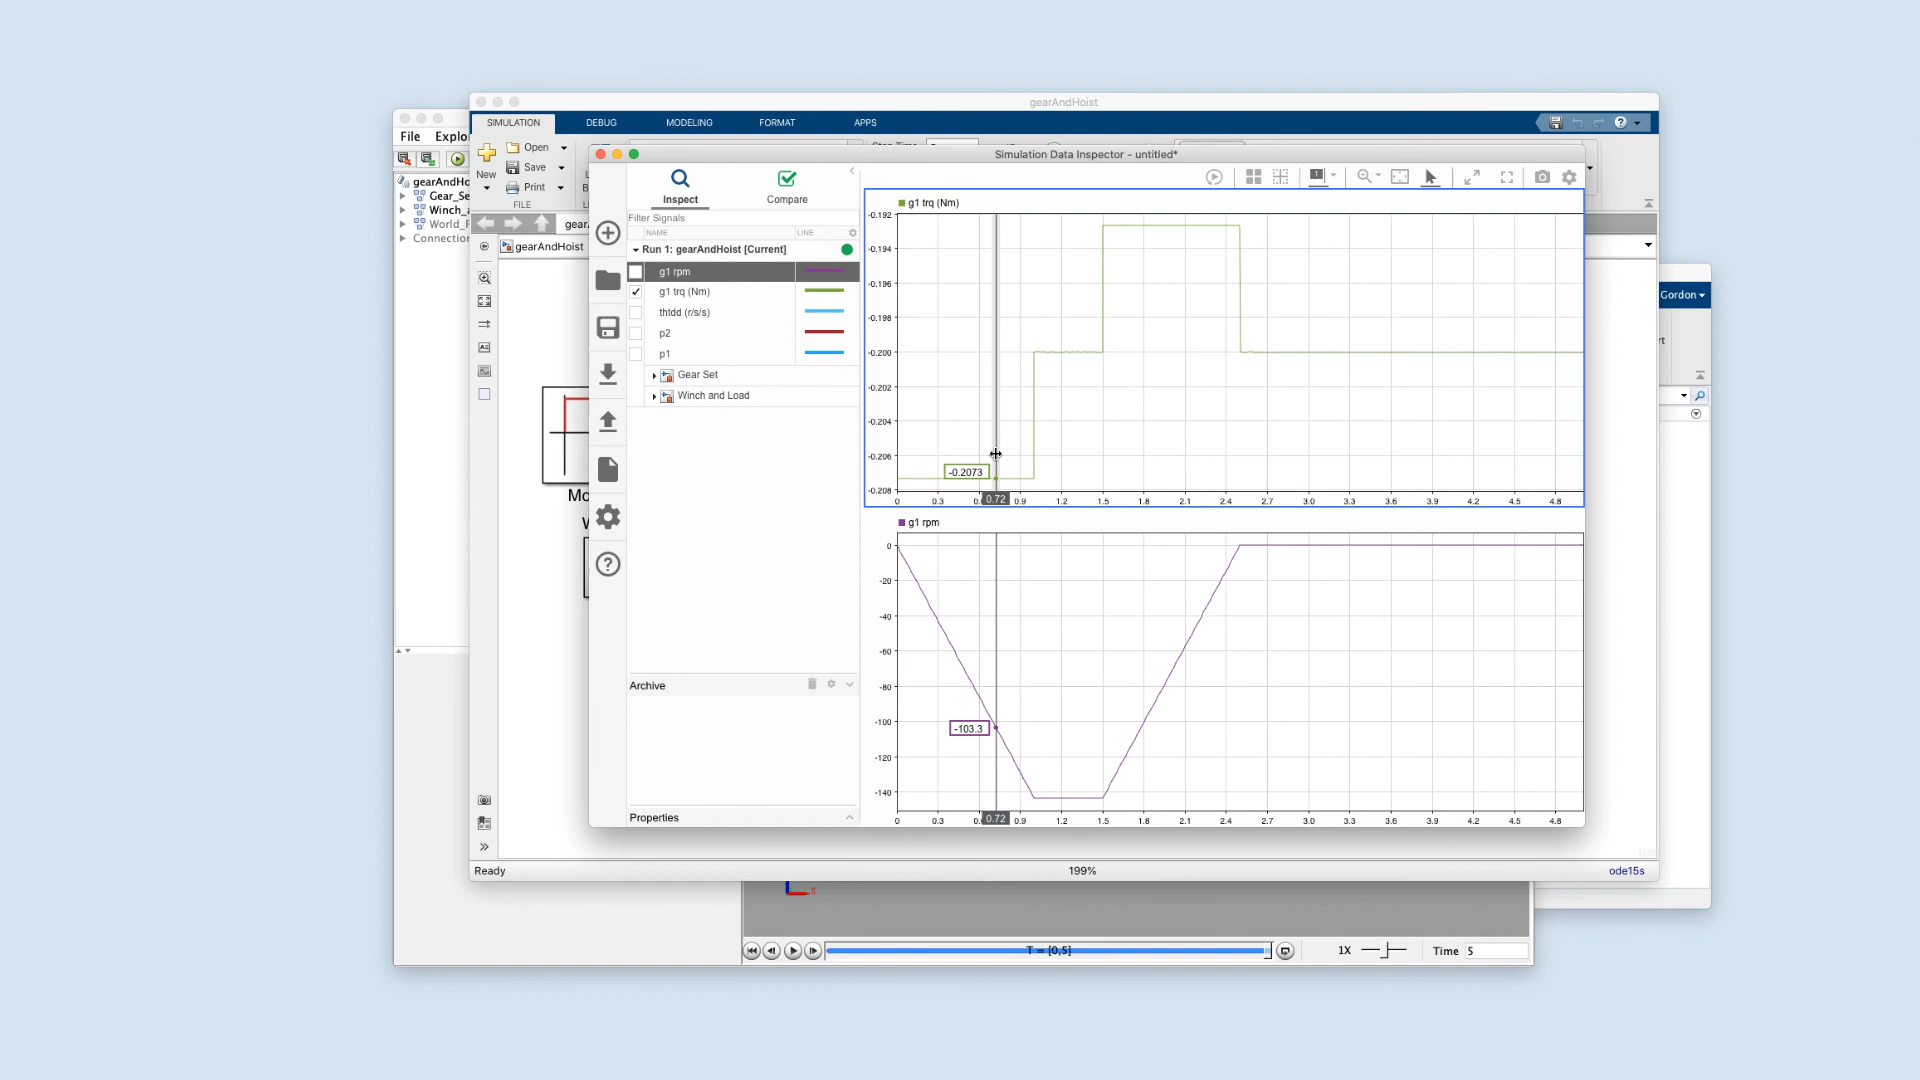 gearAndHoist
SIMULATION
DEBUG
MODELING
FORMAT
APPS
File
Explo
New
Open
Save
Print
FILE
Simulation Data Inspector - untitled*
gearAndHo
Gear_Se
Winch_a
World_F
Connection
gear
gearAndHoist
Inspect
Compare
Filter Signals
NAME
LINE
Run 1: gearAndHoist [Current]
g1 rpm
g1 trq (Nm)
thtdd (r/s/s)
p2
p1
Gear Set
Winch and Load
Archive
Properties
Gordon
rt
Mo
W
g1 trq (Nm)
-0.192
-0.194
-0.196
-0.198
-0.200
-0.202
-0.204
-0.206
-0.208
-0.2073
0 0.3 0. 0.72 0.9 1.2 1.5 1.8 2.1 2.4 2.7 3.0 3.3 3.6 3.9 4.2 4.5 4.8
g1 rpm
0
-20
-40
-60
-80
-100
-120
-140
-103.3
0 0.3 0. 0.72 0.9 1.2 1.5 1.8 2.1 2.4 2.7 3.0 3.3 3.6 3.9 4.2 4.5 4.8
Ready
199%
ode15s
X
T = [0,5]
1X
Time 5